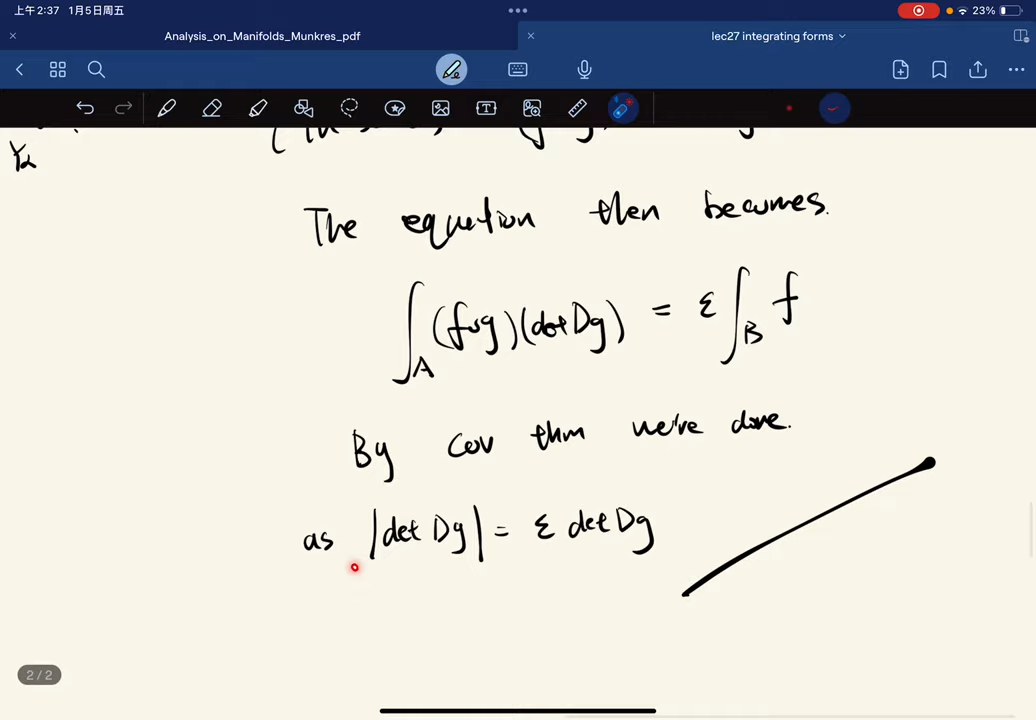 上午 2:37 1月5日周五
23%
Analysis_on_Manifolds_Munkres_pdf
lec27 integrating forms
The equation then becomes.
∫_A (f∘g)(det Dg) = ε ∫_B f
By cov thm we're done.
as |det Dg| = ε det Dg
2 / 2